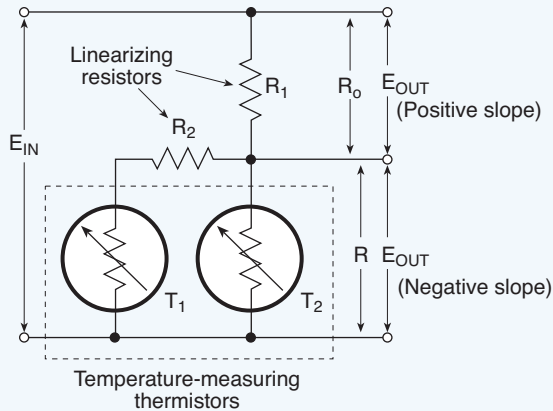 Linearizing
resistors
R1
Ro
EOUT
(Positive slope)
R2
EIN
T1
T2
R
EOUT
(Negative slope)
Temperature-measuring
thermistors